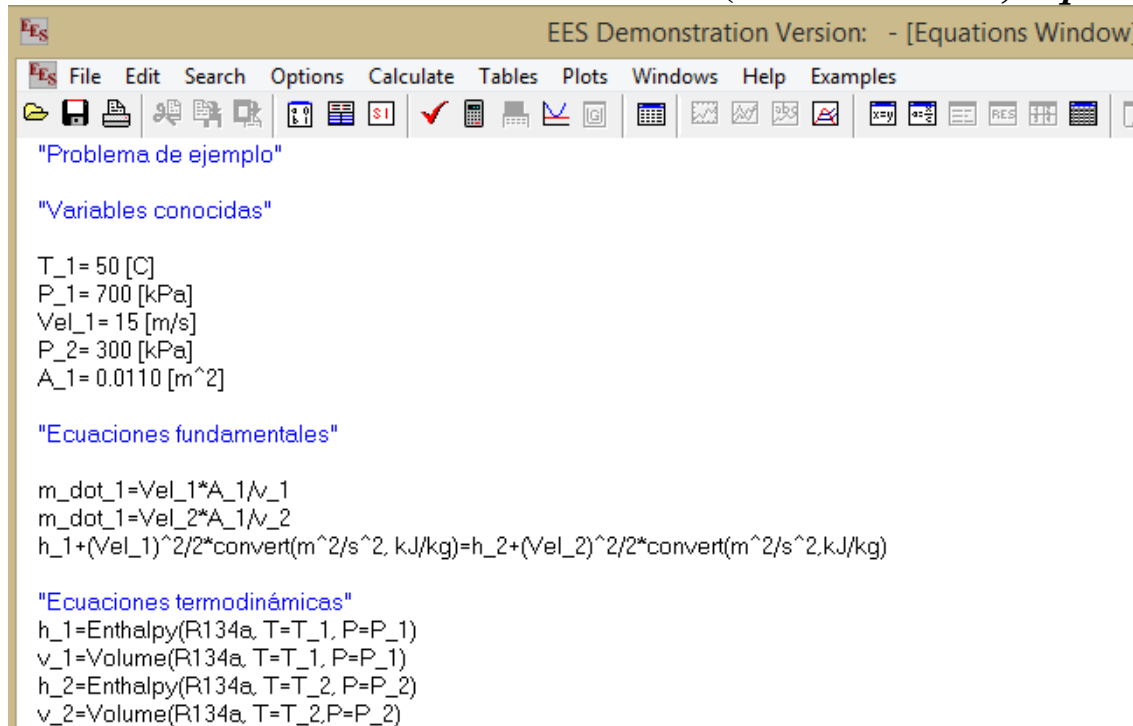 EES Demonstration Version: - [Equations Window]
EES File Edit Search Options Calculate Tables Plots Windows Help Examples
"Problema de ejemplo"
"Variables conocidas"
T_1= 50 [C]
P_1= 700 [kPa]
Vel_1= 15 [m/s]
P_2= 300 [kPa]
A_1= 0.0110 [m^2]
"Ecuaciones fundamentales"
m_dot_1=Vel_1*A_1/v_1
m_dot_1=Vel_2*A_1/v_2
h_1+(Vel_1)^2/2*convert(m^2/s^2, kJ/kg)=h_2+(Vel_2)^2/2*convert(m^2/s^2,kJ/kg)
"Ecuaciones termodinámicas"
h_1=Enthalpy(R134a, T=T_1, P=P_1)
v_1=Volume(R134a, T=T_1, P=P_1)
h_2=Enthalpy(R134a, T=T_2, P=P_2)
v_2=Volume(R134a, T=T_2,P=P_2)